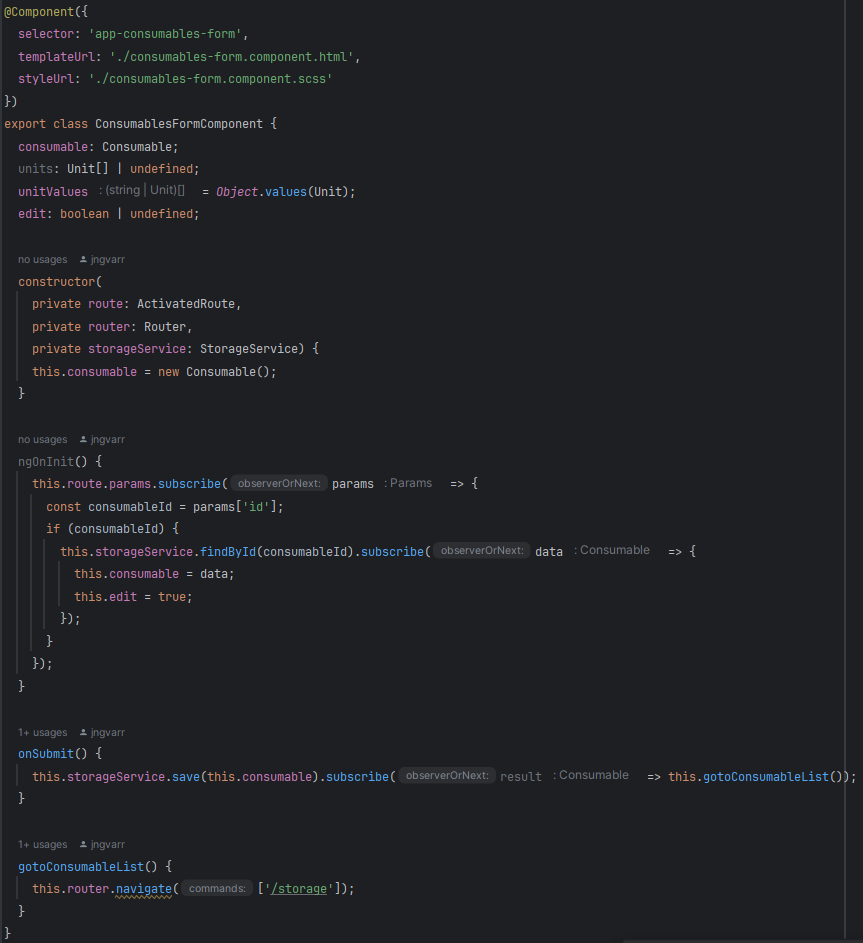 @Component({
  selector: 'app-consumables-form',
  templateUrl: './consumables-form.component.html',
  styleUrl: './consumables-form.component.scss'
})
export class ConsumablesFormComponent {
  consumable: Consumable;
  units: Unit[] | undefined;
  unitValues : (string | Unit)[] = Object.values(Unit);
  edit: boolean | undefined;
  no usages jngvarr
  constructor(
    private route: ActivatedRoute,
    private router: Router,
    private storageService: StorageService) {
    this.consumable = new Consumable();
  }
  no usages jngvarr
  ngOnInit() {
    this.route.params.subscribe( observerOrNext: params : Params => {
      const consumableId = params['id'];
      if (consumableId) {
        this.storageService.findById(consumableId).subscribe( observerOrNext: data : Consumable => {
          this.consumable = data;
          this.edit = true;
        });
      }
    });
  }
  1+ usages jngvarr
  onSubmit() {
    this.storageService.save(this.consumable).subscribe( observerOrNext: result : Consumable => this.gotoConsumableList());
  }
  1+ usages jngvarr
  gotoConsumableList() {
    this.router.navigate( commands: ['/storage']);
  }
}